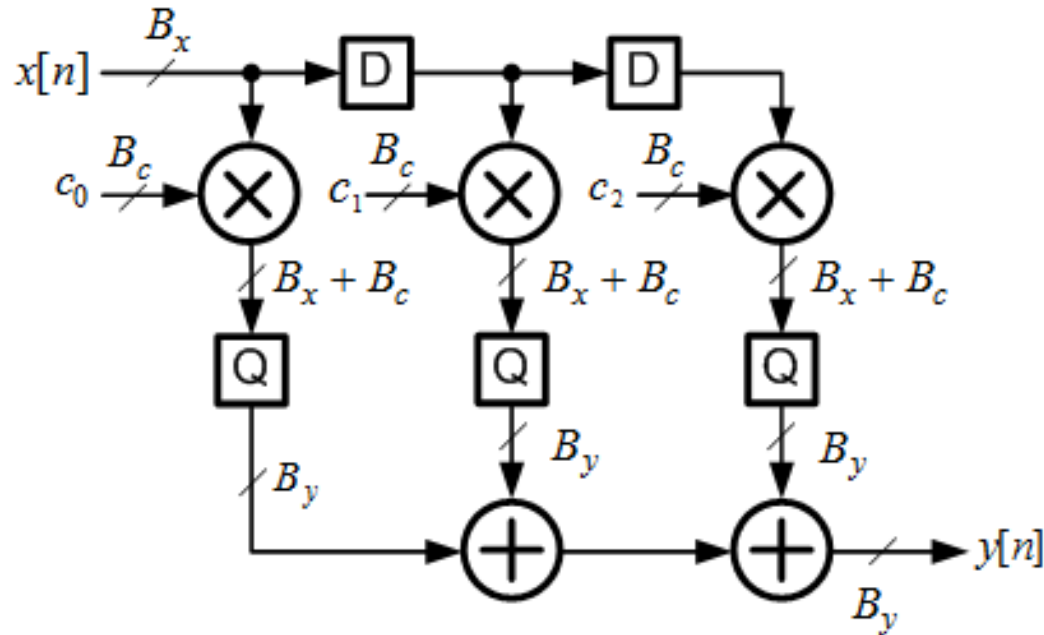 B_x
x[n] D D
B_c B_c B_c
c_0 c_1 c_2
B_x + B_c B_x + B_c B_x + B_c
Q Q Q
B_y B_y B_y
y[n]
B_y